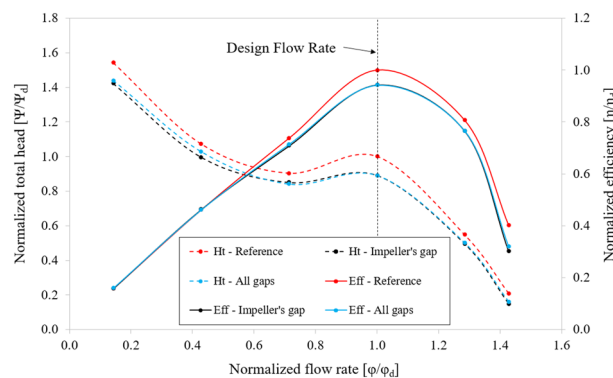 Design Flow Rate
Normalized total head [Ψ/Ψd]
1.8
1.6
1.4
1.2
1.0
0.8
0.6
0.4
0.2
0.0
1.2
1.0
0.8
0.6
0.4
0.2
0.0
Normalized efficiency [η/ηd]
Ht - Reference
Ht - Impeller's gap
Ht - All gaps
Eff - Reference
Eff - Impeller's gap
Eff - All gaps
0.0 0.2 0.4 0.6 0.8 1.0 1.2 1.4 1.6
Normalized flow rate [φ/φd]